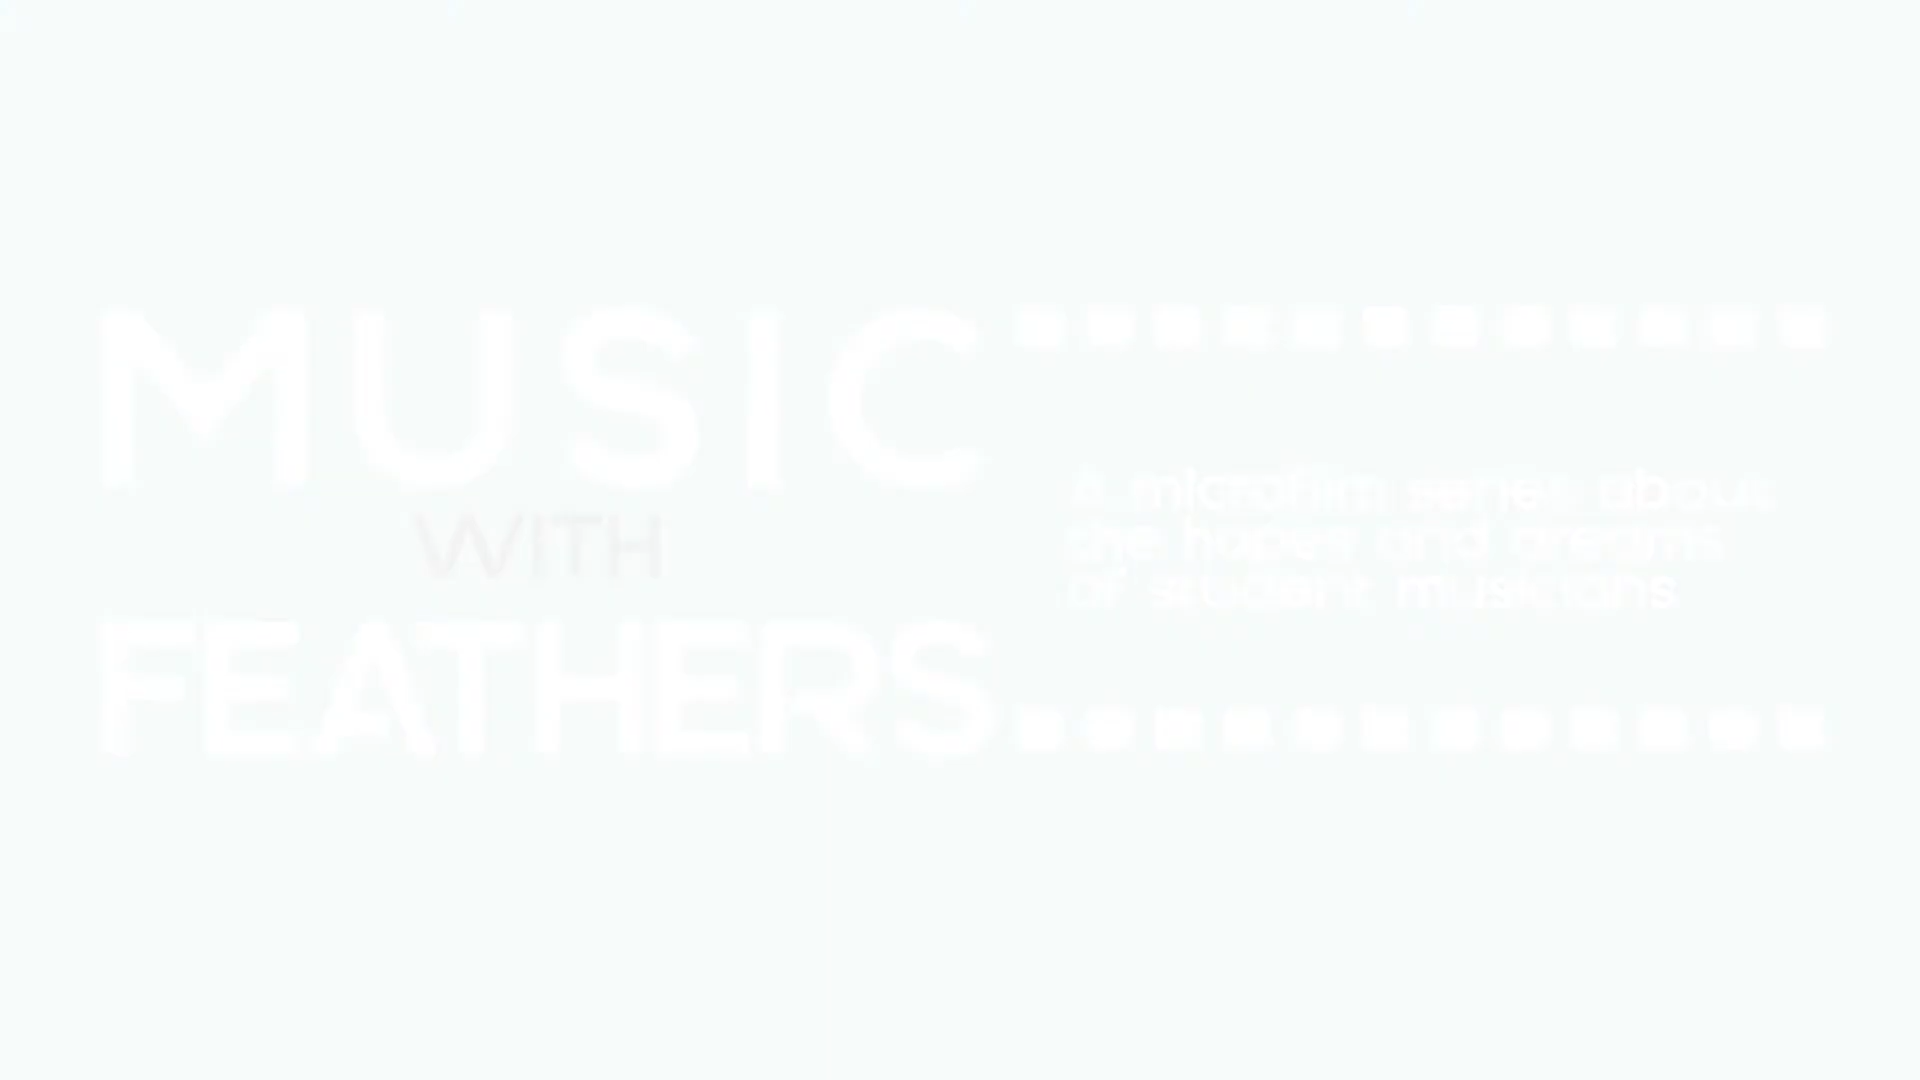 MUSIC
WITH
FEATHERS
A microfilm series about
the hopes and dreams
of student musicians